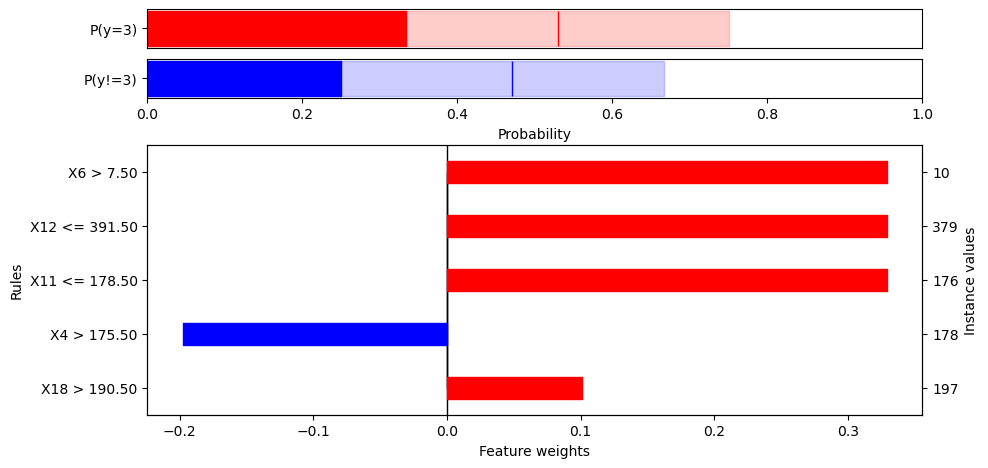 P(y=3)
P(y!=3)
0.0 0.2 0.4 0.6 0.8 1.0
Probability
X6 > 7.50 10
X12 <= 391.50 379
X11 <= 178.50 176
X4 > 175.50 178
X18 > 190.50 197
Rules
Instance values
−0.2 −0.1 0.0 0.1 0.2 0.3
Feature weights